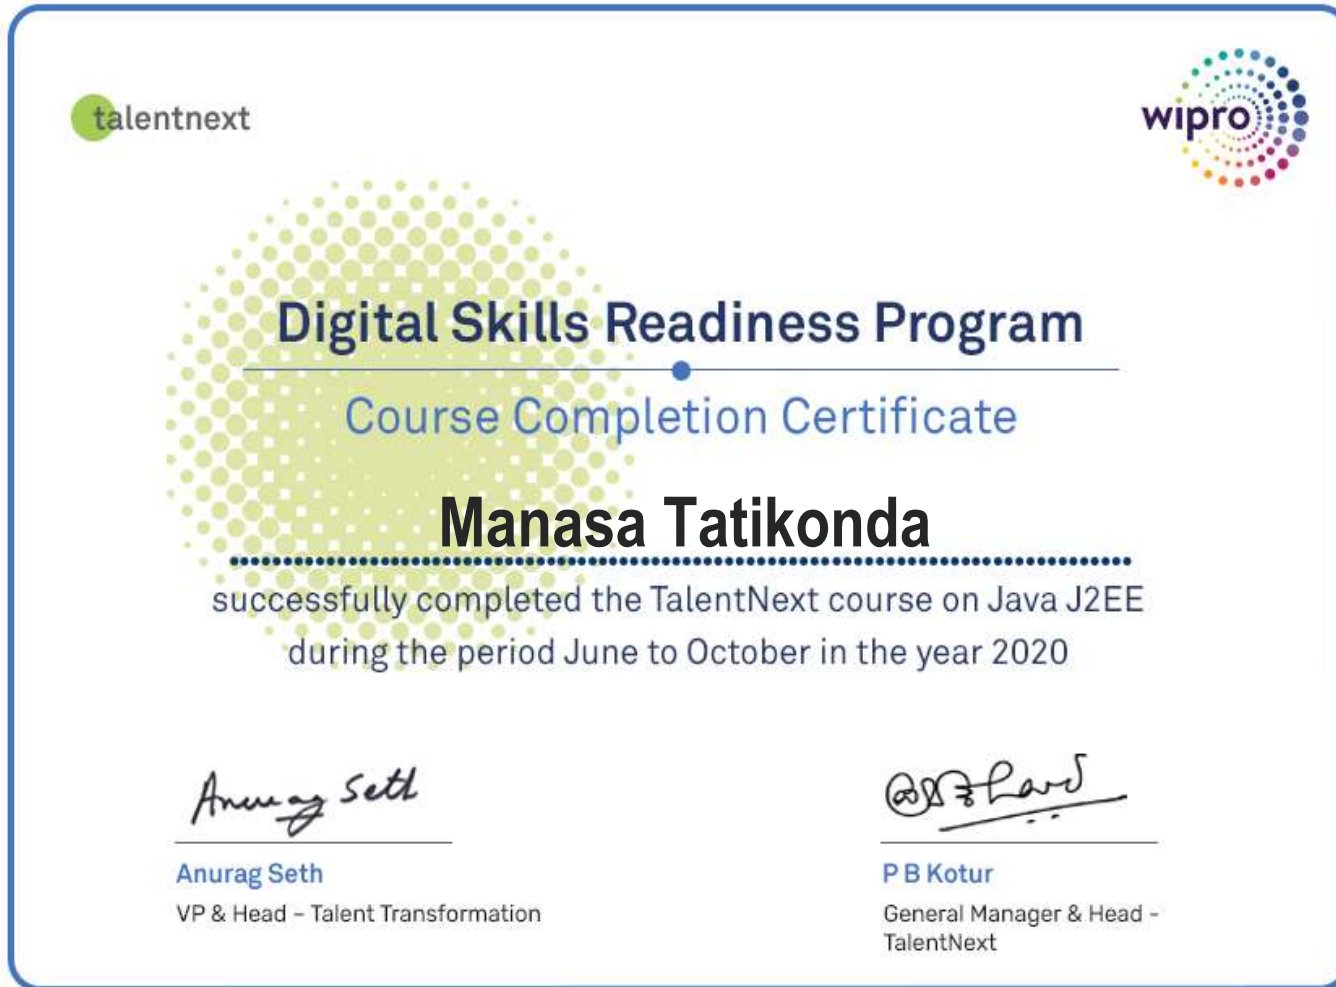 talentnext
wipro
Digital Skills Readiness Program
Course Completion Certificate
Manasa Tatikonda
successfully completed the TalentNext course on Java J2EE
during the period June to October in the year 2020
Anurag Seth
Anurag Seth
VP & Head – Talent Transformation
P B Kotur
General Manager & Head -
TalentNext